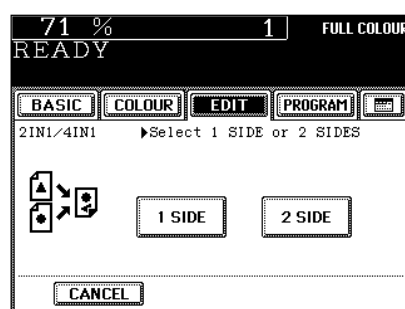 71 % 1 FULL COLOUR
READY
BASIC COLOUR EDIT PROGRAM
2IN1/4IN1 ▶Select 1 SIDE or 2 SIDES
1 SIDE 2 SIDE
CANCEL